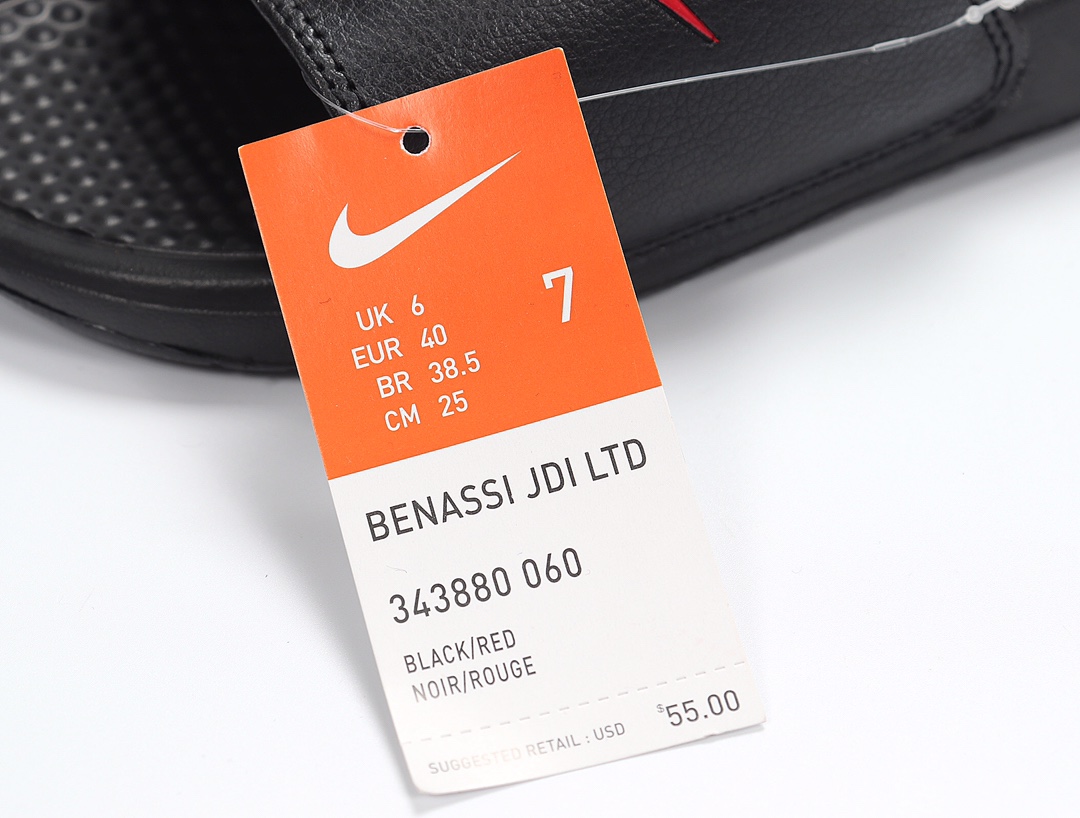 UK 6
EUR 40
BR 38.5
CM 25
7
BENASSI JDI LTD
343880 060
BLACK/RED
NOIR/ROUGE
SUGGESTED RETAIL : USD $55.00